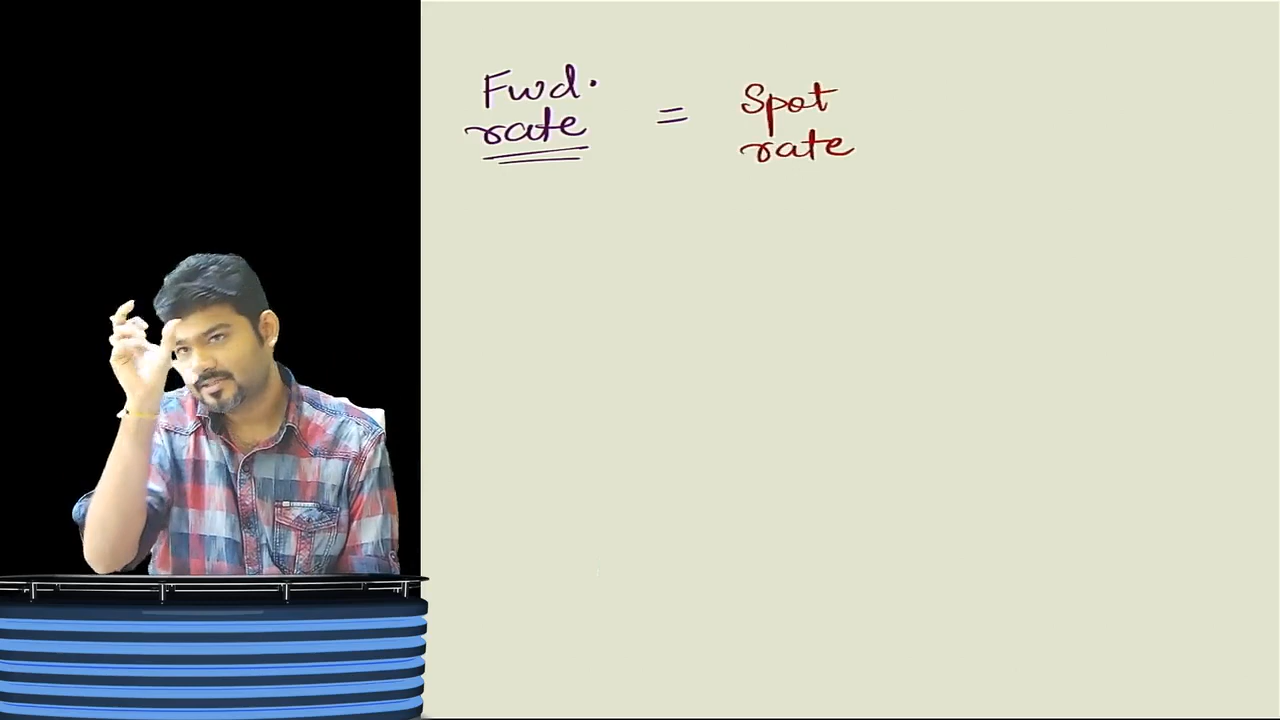 Fwd.
rate = Spot
rate